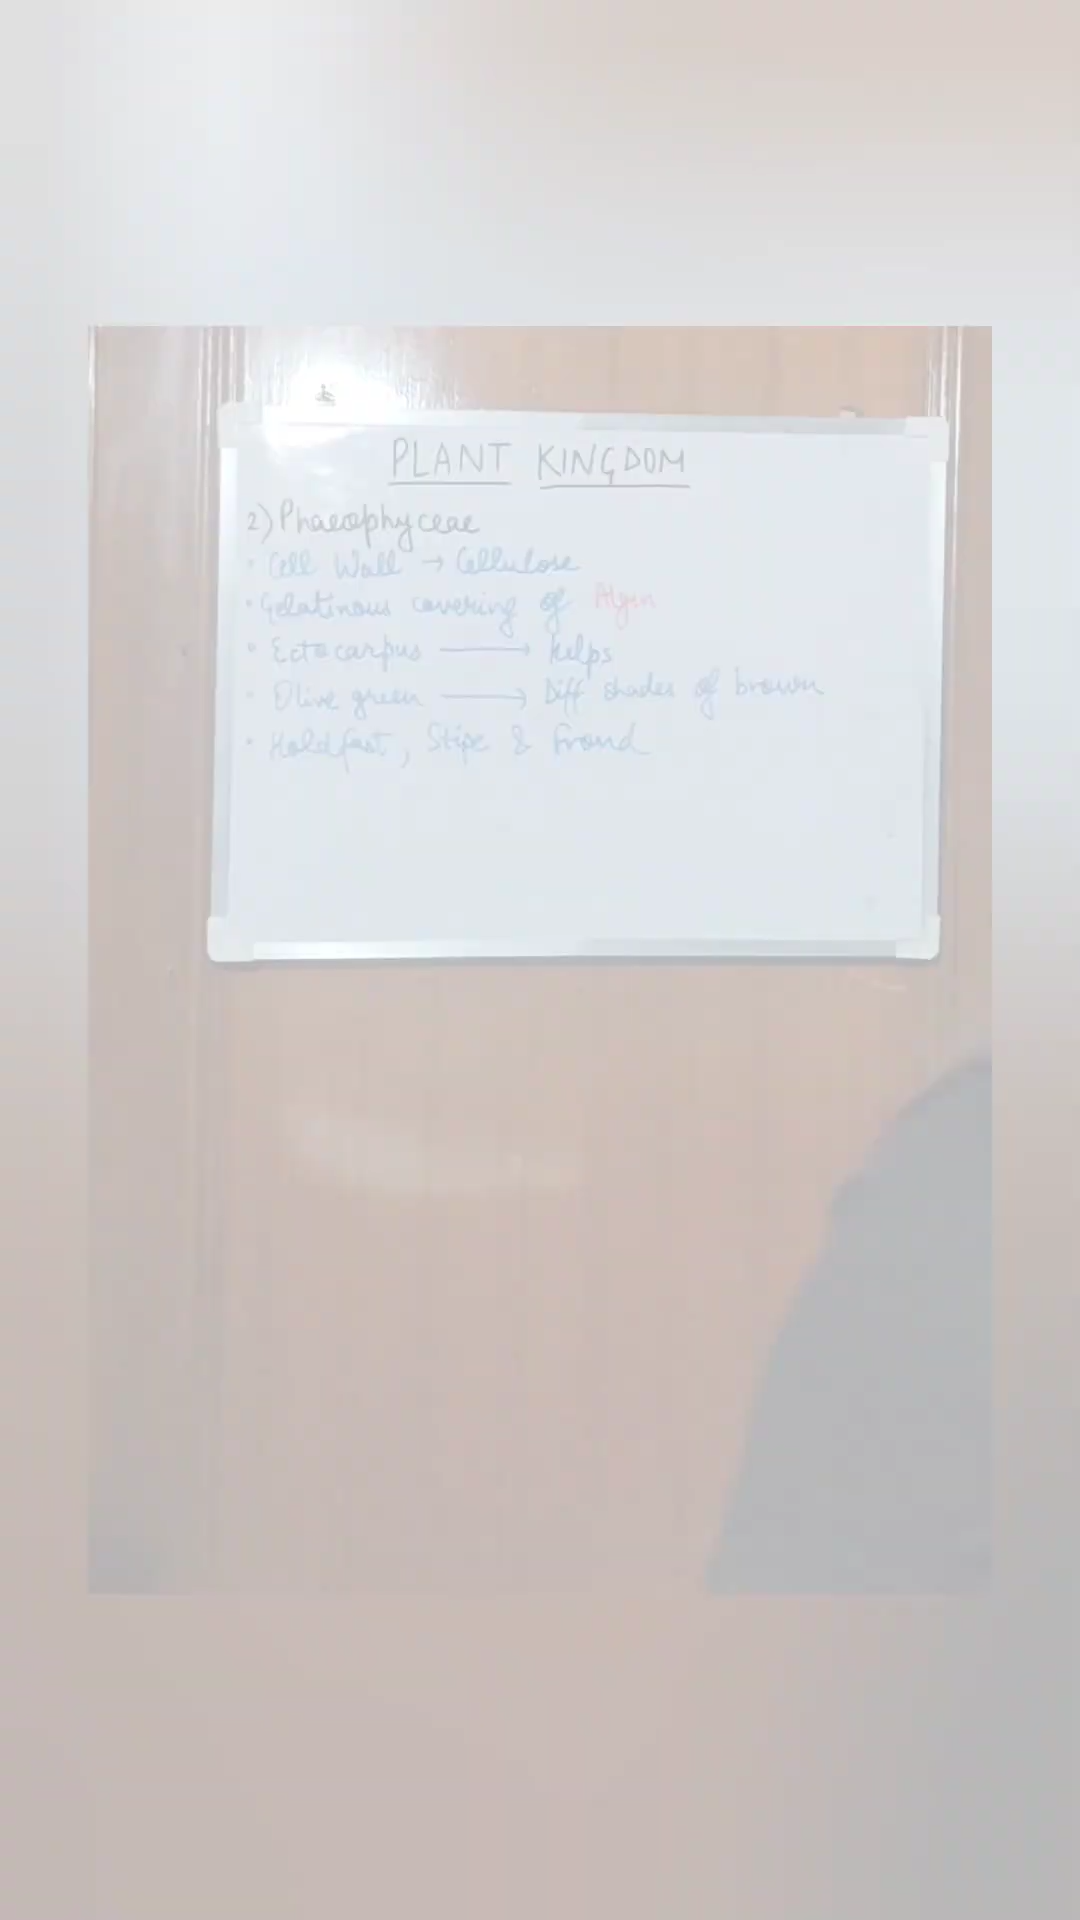 PLANT KINGDOM
2) Phaeophyceae
• Cell Wall → Cellulose
• Gelatinous covering of Algin
• Ectocarpus → kelps
• Olive green → Diff shades of brown
• Holdfast, Stipe & Frond